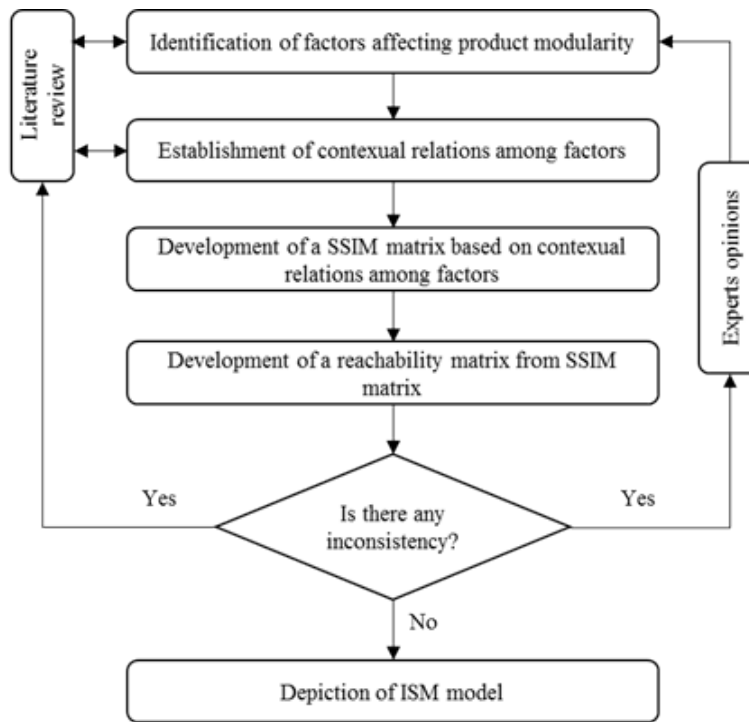 Identification of factors affecting product modularity
Literature
review
Establishment of contexual relations among factors
Development of a SSIM matrix based on contexual
relations among factors
Experts opinions
Development of a reachability matrix from SSIM
matrix
Yes
Is there any
inconsistency?
Yes
No
Depiction of ISM model